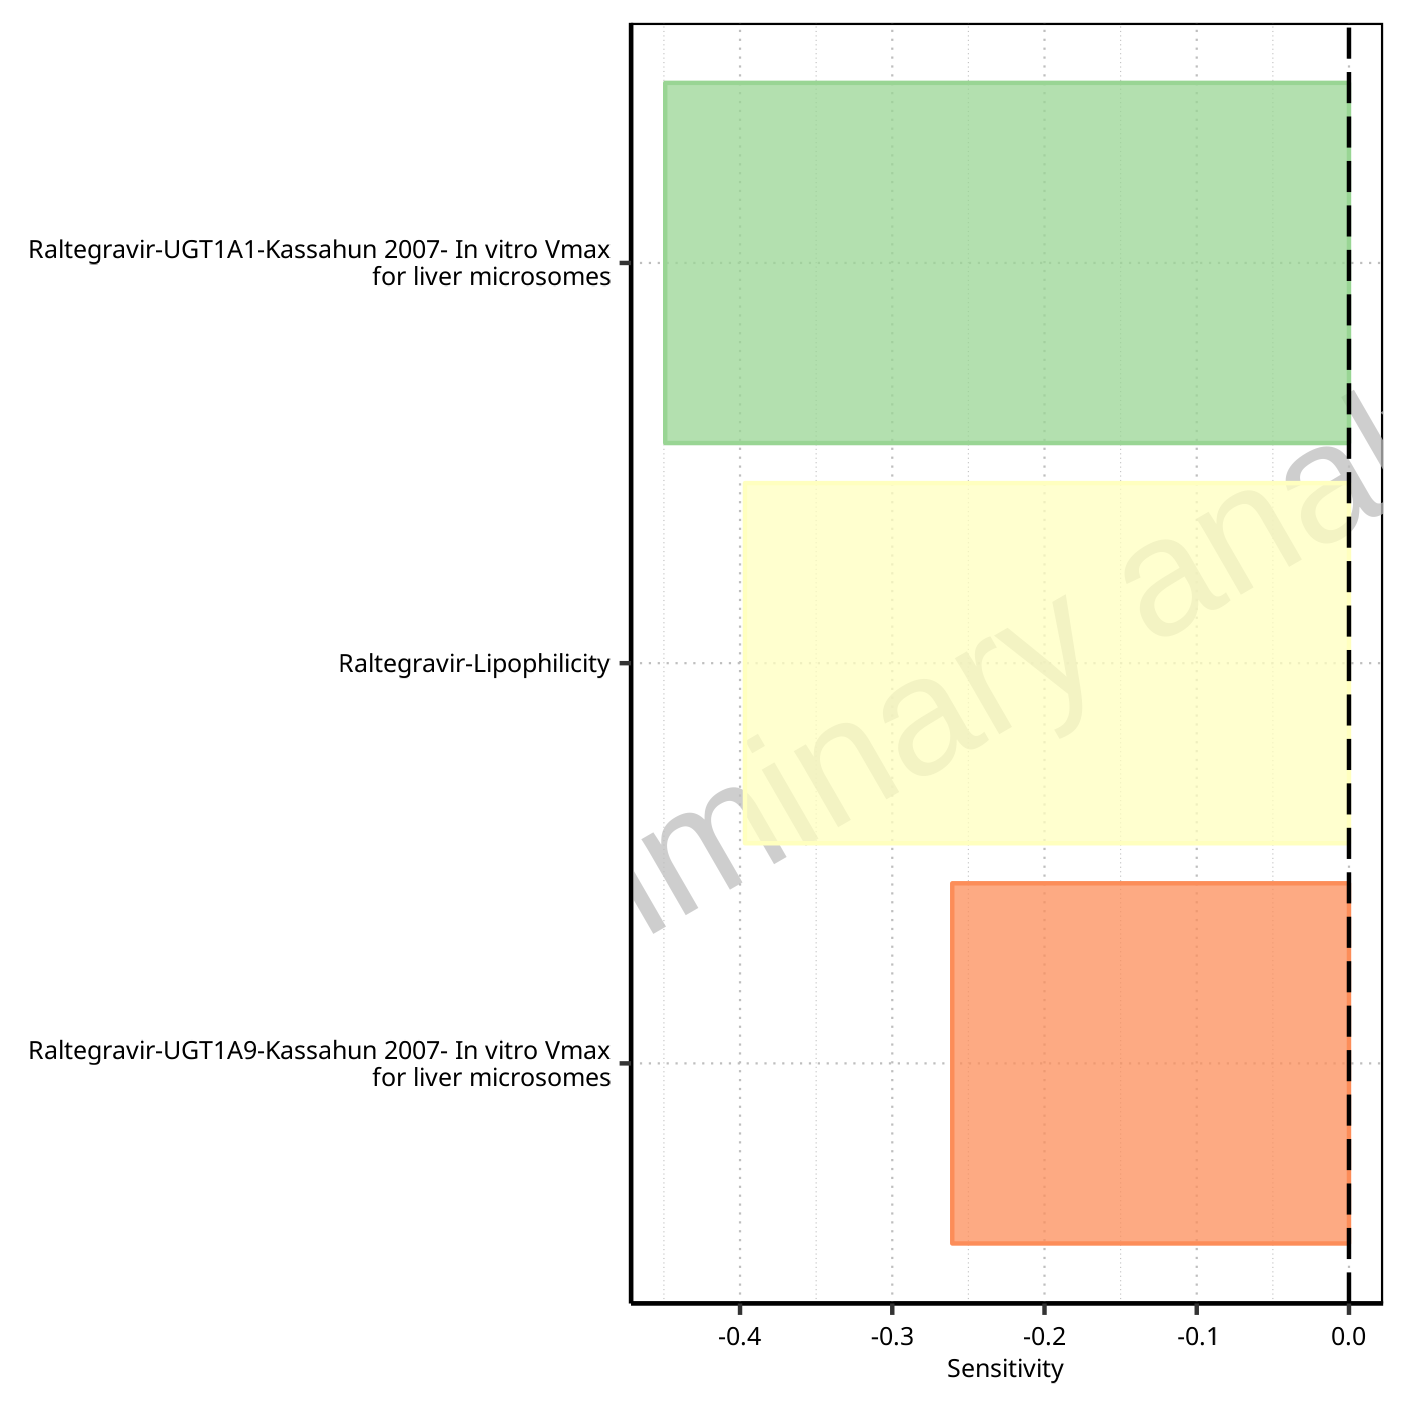 Raltegravir-UGT1A1-Kassahun 2007- In vitro Vmax
for liver microsomes
Raltegravir-Lipophilicity
Raltegravir-UGT1A9-Kassahun 2007- In vitro Vmax
for liver microsomes
minary anal
-0.4 -0.3 -0.2 -0.1 0.0
Sensitivity